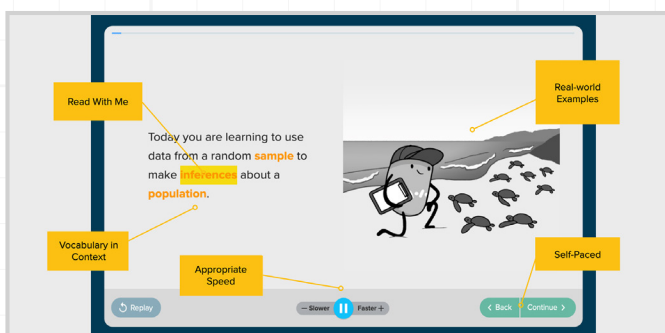 Read With Me
Real-world
Examples
Today you are learning to use
data from a random sample to
make inferences about a
population.
Vocabulary in
Context
Appropriate
Speed
Self-Paced
Replay
− Slower
Faster +
< Back
Continue >